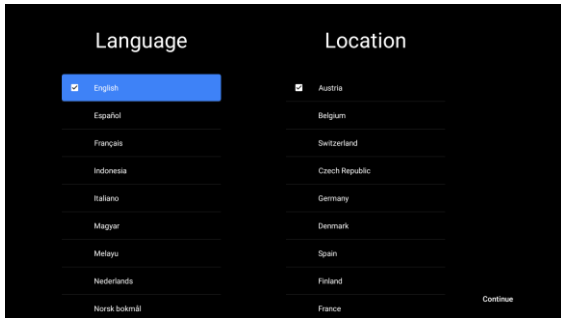 Language
English
Español
Français
Indonesia
Italiano
Magyar
Melayu
Nederlands
Norsk bokmål
Location
Austria
Belgium
Switzerland
Czech Republic
Germany
Denmark
Spain
Finland
France
Continue